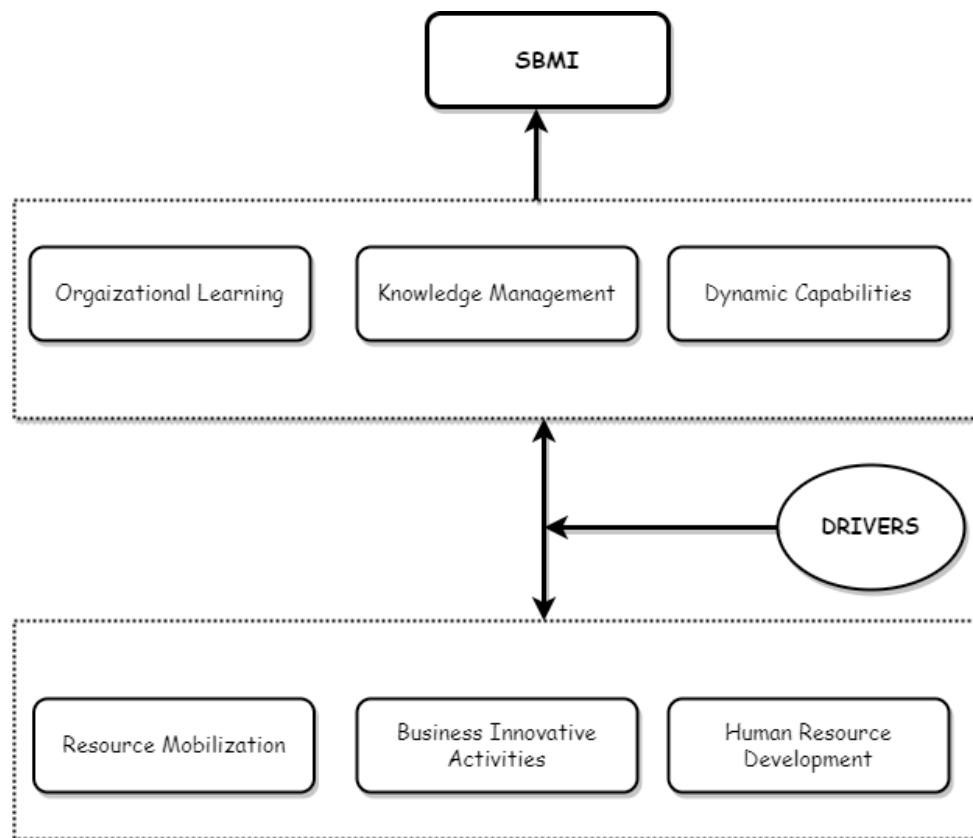 SBMI
Orgaizational Learning
Knowledge Management
Dynamic Capabilities
DRIVERS
Resource Mobilization
Business Innovative
Activities
Human Resource
Development